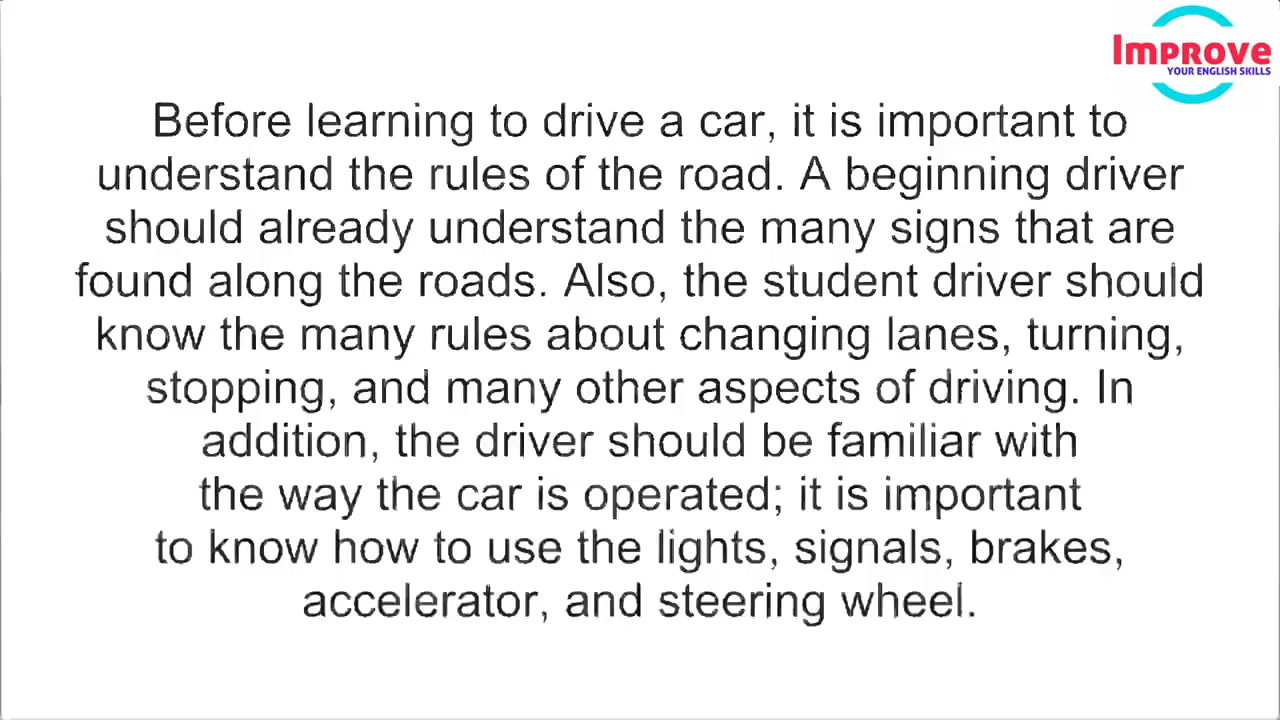 Improve
YOUR ENGLISH SKILLS
Before learning to drive a car, it is important to
understand the rules of the road. A beginning driver
should already understand the many signs that are
found along the roads. Also, the student driver should
know the many rules about changing lanes, turning,
stopping, and many other aspects of driving. In
addition, the driver should be familiar with
the way the car is operated; it is important
to know how to use the lights, signals, brakes,
accelerator, and steering wheel.